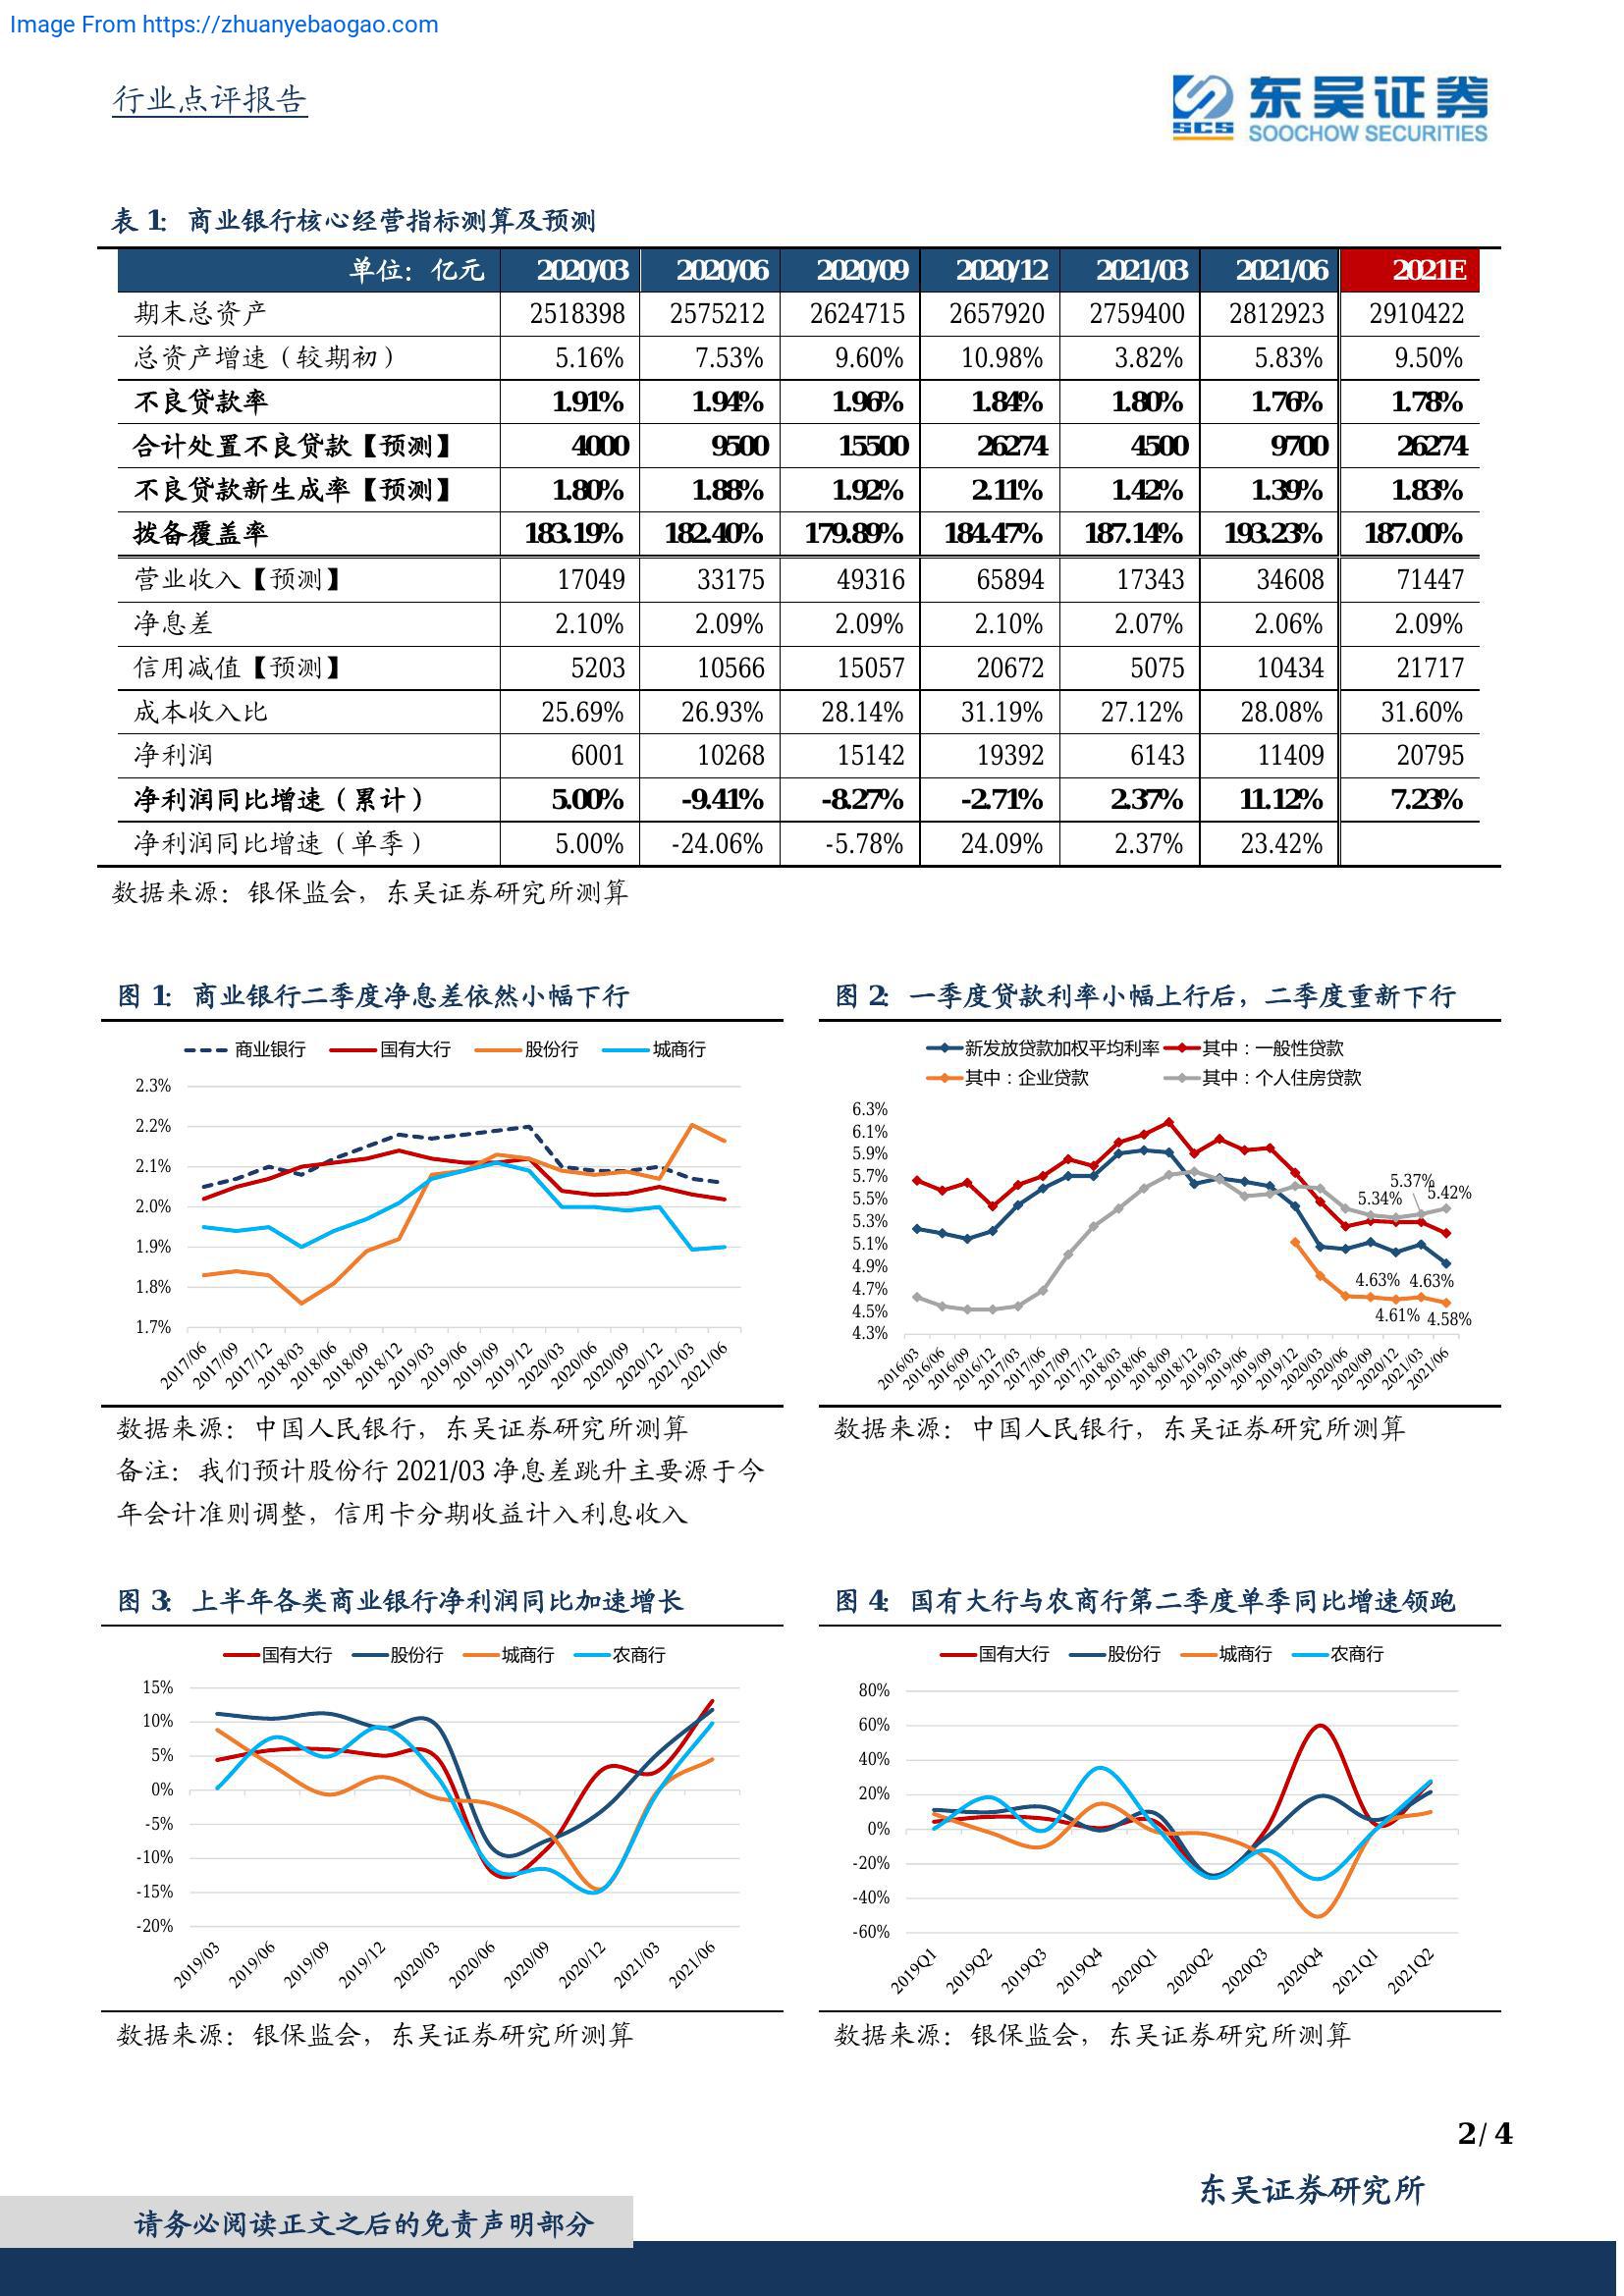 Image From https://zhuanyebaogao.com
行业点评报告
东吴证券
SCS SOOCHOW SECURITIES
表 1: 商业银行核心经营指标测算及预测
单位：亿元 2020/03 2020/06 2020/09 2020/12 2021/03 2021/06 2021E
期末总资产 2518398 2575212 2624715 2657920 2759400 2812923 2910422
总资产增速（较期初） 5.16% 7.53% 9.60% 10.98% 3.82% 5.83% 9.50%
不良贷款率 1.91% 1.94% 1.96% 1.84% 1.80% 1.76% 1.78%
合计处置不良贷款【预测】 4000 9500 15500 26274 4500 9700 26274
不良贷款新生成率【预测】 1.80% 1.88% 1.92% 2.11% 1.42% 1.39% 1.83%
拨备覆盖率 183.19% 182.40% 179.89% 184.47% 187.14% 193.23% 187.00%
营业收入【预测】 17049 33175 49316 65894 17343 34608 71447
净息差 2.10% 2.09% 2.09% 2.10% 2.07% 2.06% 2.09%
信用减值【预测】 5203 10566 15057 20672 5075 10434 21717
成本收入比 25.69% 26.93% 28.14% 31.19% 27.12% 28.08% 31.60%
净利润 6001 10268 15142 19392 6143 11409 20795
净利润同比增速（累计） 5.00% -9.41% -8.27% -2.71% 2.37% 11.12% 7.23%
净利润同比增速（单季） 5.00% -24.06% -5.78% 24.09% 2.37% 23.42%
数据来源：银保监会，东吴证券研究所测算
图 1: 商业银行二季度净息差依然小幅下行
商业银行 国有大行 股份行 城商行
2.3%
2.2%
2.1%
2.0%
1.9%
1.8%
1.7%
2017/06 2017/09 2017/12 2018/03 2018/06 2018/09 2018/12 2019/03 2019/06 2019/09 2019/12 2020/03 2020/06 2020/09 2020/12 2021/03 2021/06
数据来源：中国人民银行，东吴证券研究所测算
备注：我们预计股份行 2021/03 净息差跳升主要源于今
年会计准则调整，信用卡分期收益计入利息收入
图 2: 一季度贷款利率小幅上行后，二季度重新下行
新发放贷款加权平均利率 其中：一般性贷款
其中：企业贷款 其中：个人住房贷款
6.3%
6.1%
5.9%
5.7%
5.5%
5.3%
5.1%
4.9%
4.7%
4.5%
4.3%
5.37%
5.34% 5.42%
4.63% 4.63%
4.61% 4.58%
2016/03 2016/06 2016/09 2016/12 2017/03 2017/06 2017/09 2017/12 2018/03 2018/06 2018/09 2018/12 2019/03 2019/06 2019/09 2019/12 2020/03 2020/06 2020/09 2020/12 2021/03 2021/06
数据来源：中国人民银行，东吴证券研究所测算
图 3: 上半年各类商业银行净利润同比加速增长
国有大行 股份行 城商行 农商行
15%
10%
5%
0%
-5%
-10%
-15%
-20%
2019/03 2019/06 2019/09 2019/12 2020/03 2020/06 2020/09 2020/12 2021/03 2021/06
数据来源：银保监会，东吴证券研究所测算
图 4: 国有大行与农商行第二季度单季同比增速领跑
国有大行 股份行 城商行 农商行
80%
60%
40%
20%
0%
-20%
-40%
-60%
2019Q1 2019Q2 2019Q3 2019Q4 2020Q1 2020Q2 2020Q3 2020Q4 2021Q1 2021Q2
数据来源：银保监会，东吴证券研究所测算
2/ 4
东吴证券研究所
请务必阅读正文之后的免责声明部分